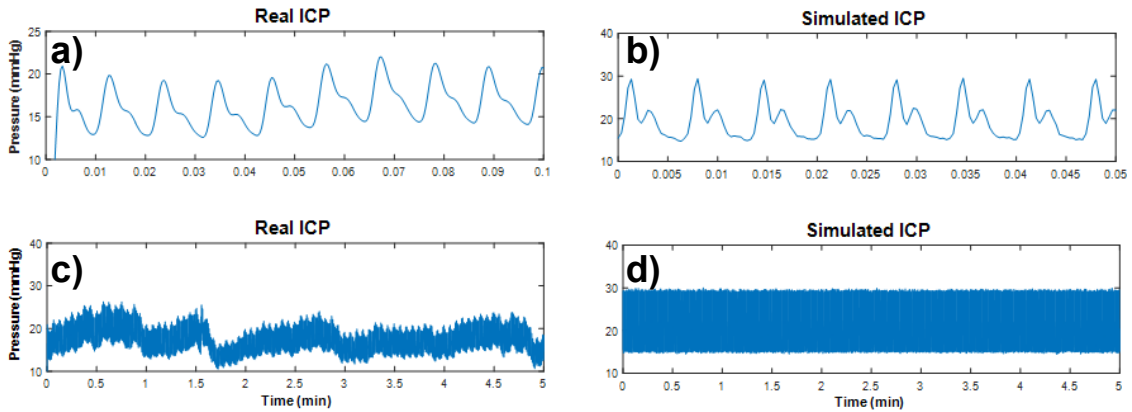 Real ICP
a)
Pressure (mmHg)
25
20
15
10
0 0.01 0.02 0.03 0.04 0.05 0.06 0.07 0.08 0.09 0.1
Simulated ICP
b)
40
30
20
10
0 0.005 0.01 0.015 0.02 0.025 0.03 0.035 0.04 0.045 0.05
Real ICP
c)
Pressure (mmHg)
40
30
20
10
0 0.5 1 1.5 2 2.5 3 3.5 4 4.5 5
Time (min)
Simulated ICP
d)
40
30
20
10
0 0.5 1 1.5 2 2.5 3 3.5 4 4.5 5
Time (min)